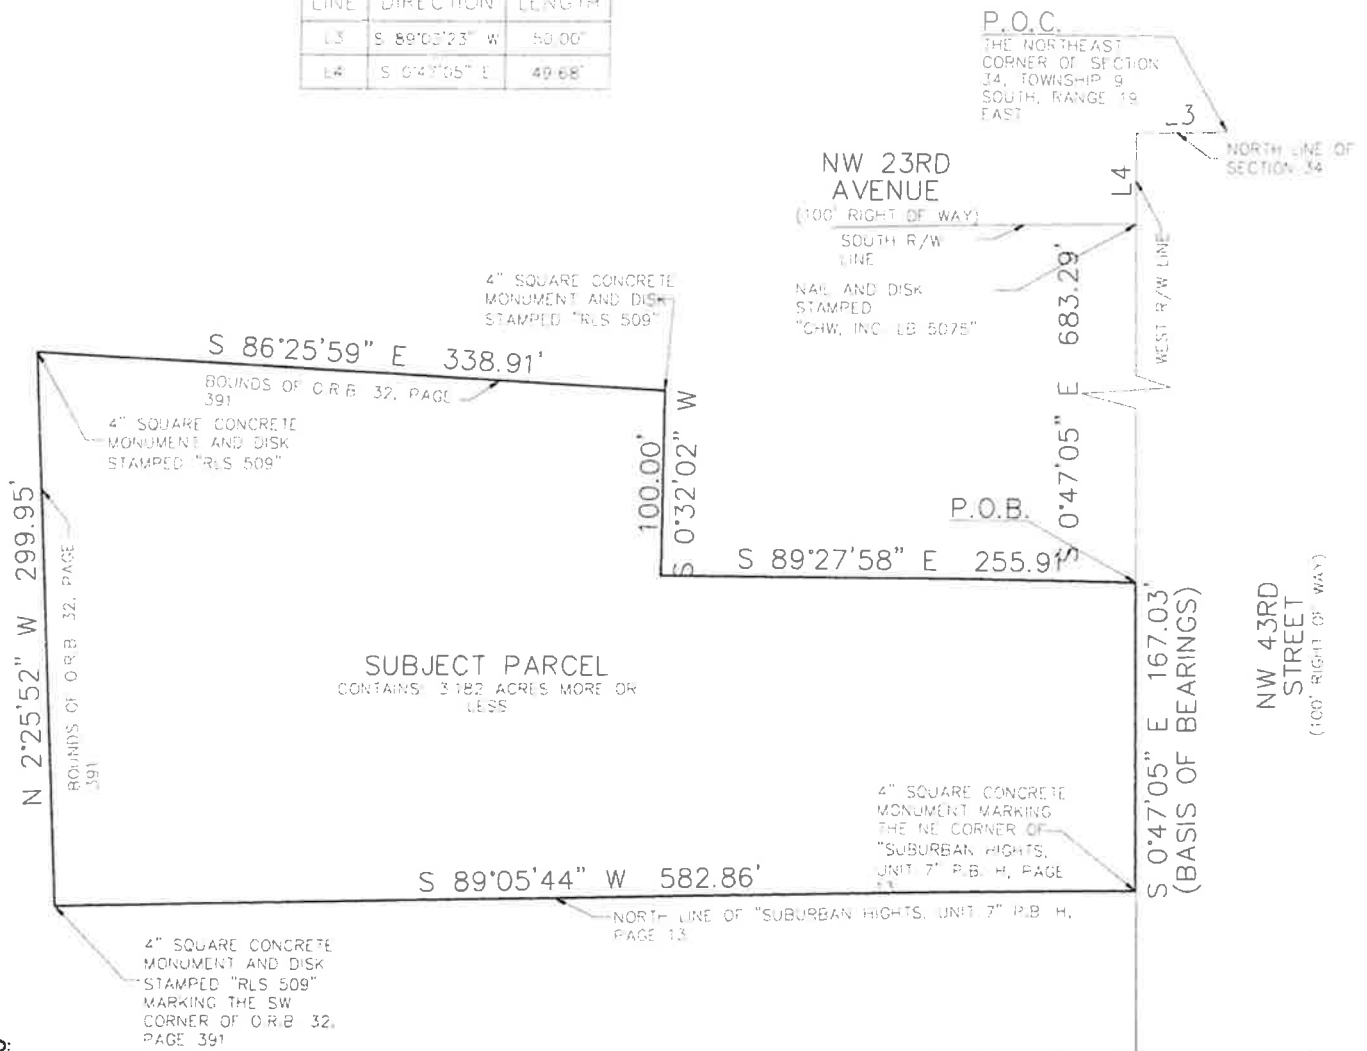 LINE DIRECTION LENGTH
L3 S 89°03'23" W 50.00'
L4 S 0°47'05" E 49.68'
P.O.C.
THE NORTHEAST
CORNER OF SECTION
34, TOWNSHIP 9
SOUTH, RANGE 19
EAST
L3
NORTH LINE OF
SECTION 34
NW 23RD
AVENUE
(100' RIGHT OF WAY)
SOUTH R/W
LINE
L4
NAIL AND DISK
STAMPED
"CHW, INC LB 5075"
WEST R/W LINE
S 0°47'05" E 683.29'
4" SQUARE CONCRETE
MONUMENT AND DISK
STAMPED "RLS 509"
S 86°25'59" E 338.91'
BOUNDS OF O.R.B. 32, PAGE
391
4" SQUARE CONCRETE
MONUMENT AND DISK
STAMPED "RLS 509"
100.00'
S 0°32'02" W
P.O.B.
S 89°27'58" E 255.91'
N 2°25'52" W 299.95'
BOUNDS OF O.R.B. 32, PAGE
391
SUBJECT PARCEL
CONTAINS 3.182 ACRES MORE OR
LESS
S 0°47'05" E 167.03'
(BASIS OF BEARINGS)
NW 43RD
STREET
(100' RIGHT OF WAY)
4" SQUARE CONCRETE
MONUMENT MARKING
THE NE CORNER OF
"SUBURBAN HIGHTS,
UNIT 7" P.B. H, PAGE
13
S 89°05'44" W 582.86'
NORTH LINE OF "SUBURBAN HIGHTS, UNIT 7" P.B. H,
PAGE 13
4" SQUARE CONCRETE
MONUMENT AND DISK
STAMPED "RLS 509"
MARKING THE SW
CORNER OF O.R.B. 32,
PAGE 391